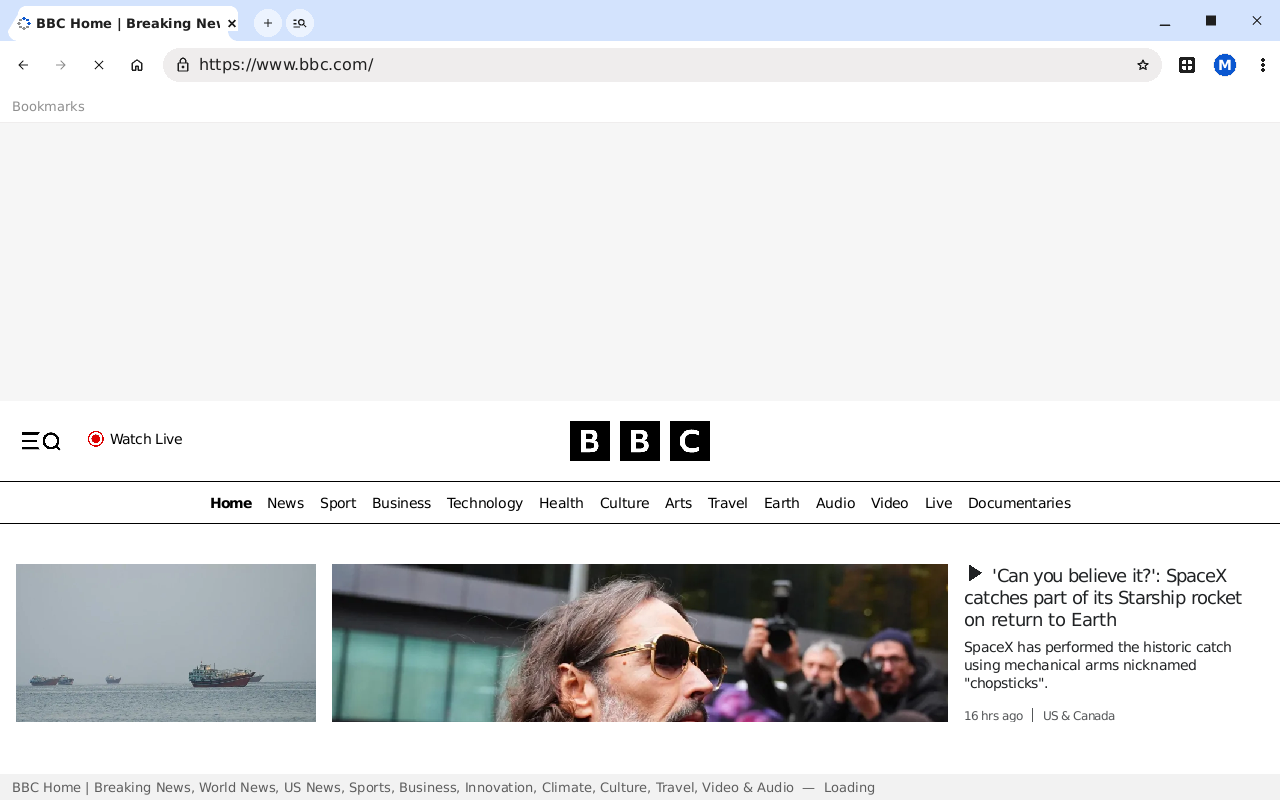 BBC Home | Breaking Nev
https://www.bbc.com/
M
Bookmarks
Watch Live
BBC
Home News Sport Business Technology Health Culture Arts Travel Earth Audio Video Live Documentaries
'Can you believe it?': SpaceX
catches part of its Starship rocket
on return to Earth
SpaceX has performed the historic catch
using mechanical arms nicknamed
"chopsticks".
16 hrs ago | US & Canada
BBC Home | Breaking News, World News, US News, Sports, Business, Innovation, Climate, Culture, Travel, Video & Audio — Loading